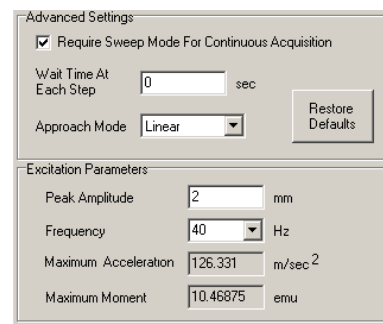 Advanced Settings
Require Sweep Mode For Continuous Acquisition
Wait Time At
Each Step
0 sec
Restore
Defaults
Approach Mode Linear
Excitation Parameters
Peak Amplitude 2 mm
Frequency 40 Hz
Maximum Acceleration 126.331 m/sec 2
Maximum Moment 10.46875 emu